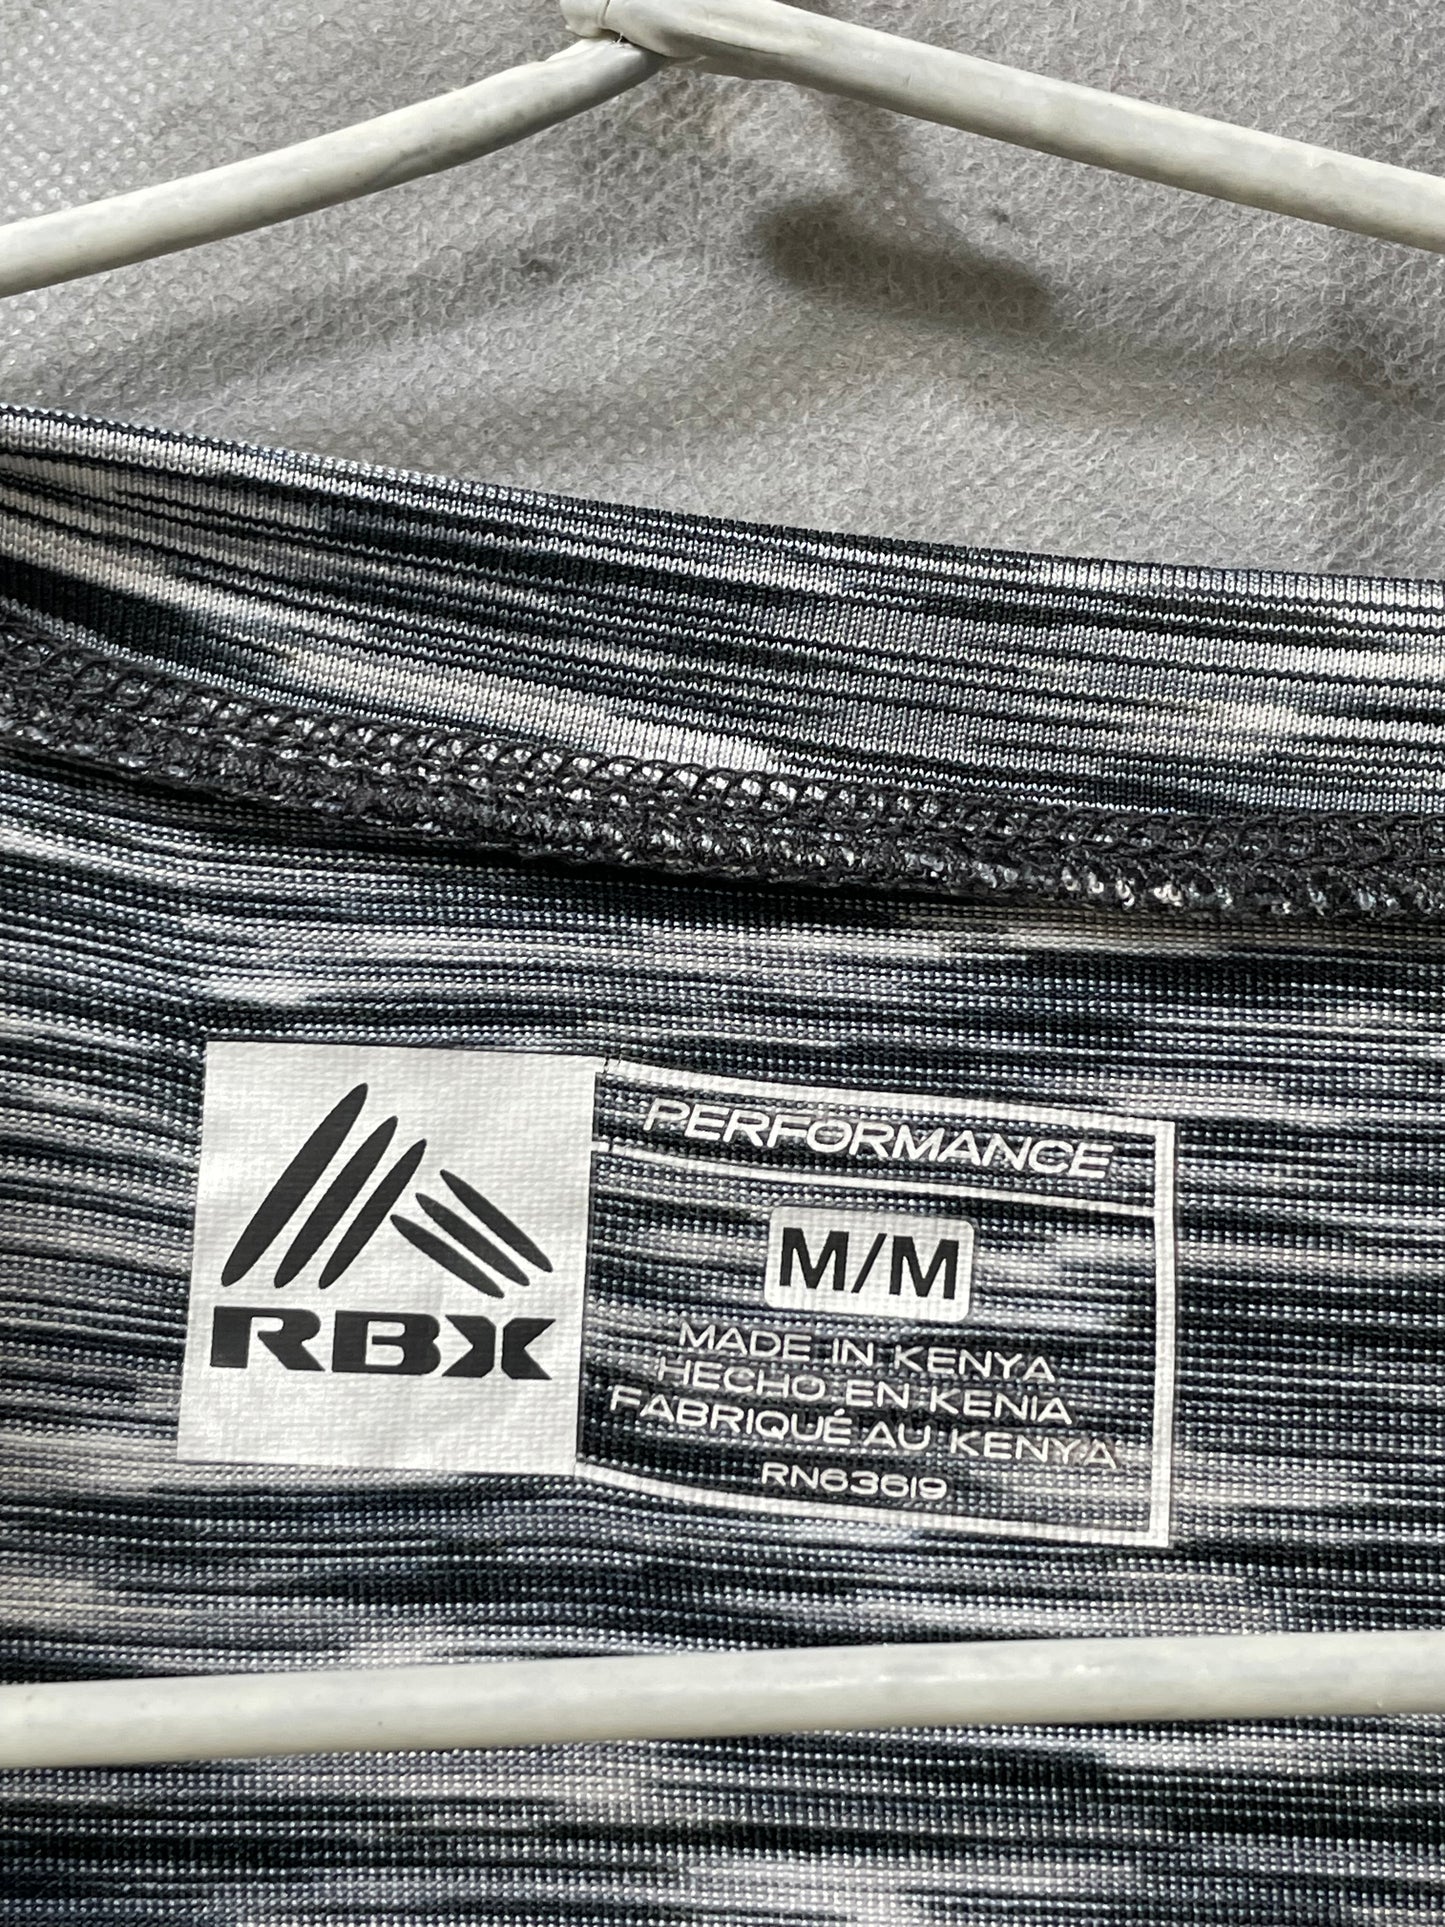 RBX
PERFORMANCE
M/M
MADE IN KENYA
HECHO EN KENIA
FABRIQUÉ AU KENYA
RN63619